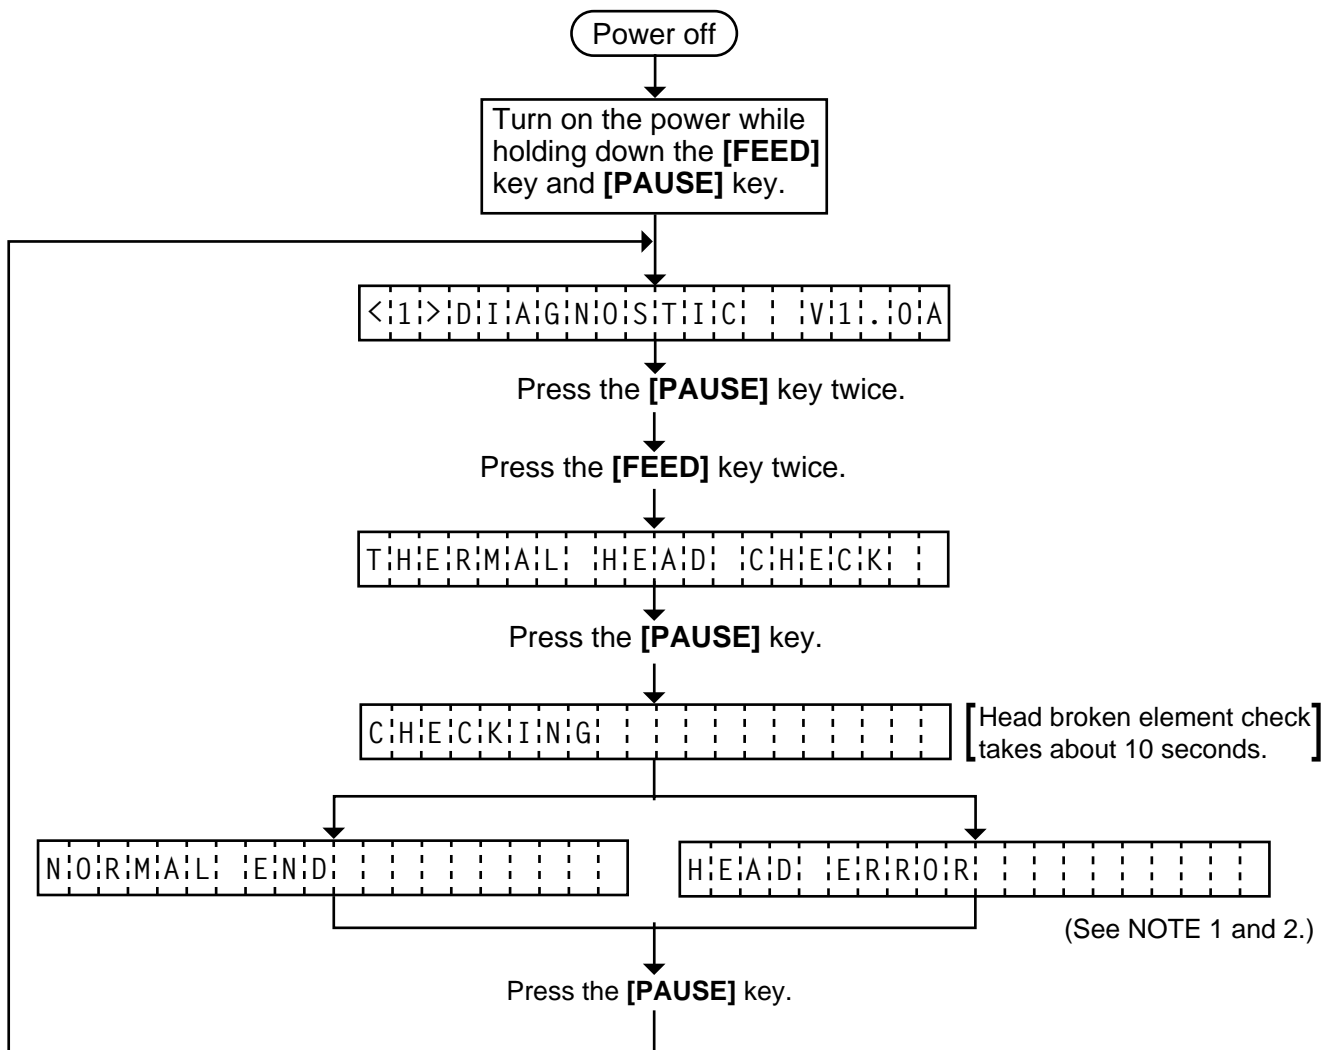 Power off
Turn on the power while
holding down the [FEED]
key and [PAUSE] key.
<1>DIAGNOSTIC  V1.0A
Press the [PAUSE] key twice.
Press the [FEED] key twice.
THERMAL HEAD CHECK
Press the [PAUSE] key.
CHECKING
Head broken element check
takes about 10 seconds.
NORMAL END
HEAD ERROR
(See NOTE 1 and 2.)
Press the [PAUSE] key.